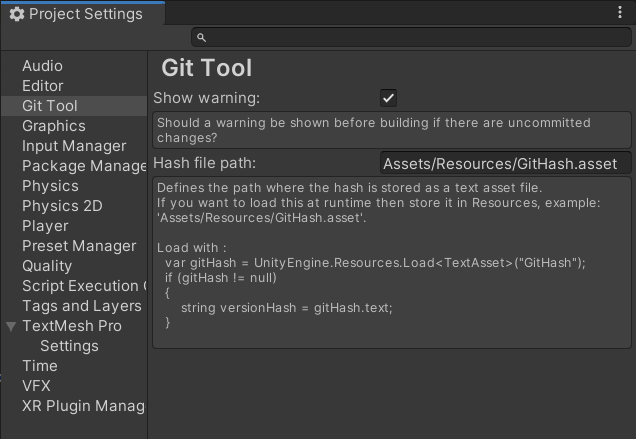 Project Settings
Audio
Editor
Git Tool
Graphics
Input Manager
Package Manage
Physics
Physics 2D
Player
Preset Manager
Quality
Script Execution O
Tags and Layers
TextMesh Pro
Settings
Time
VFX
XR Plugin Manag
Git Tool
Show warning:
Should a warning be shown before building if there are uncommitted
changes?
Hash file path:
Assets/Resources/GitHash.asset
Defines the path where the hash is stored as a text asset file.
If you want to load this at runtime then store it in Resources, example:
'Assets/Resources/GitHash.asset'.
Load with :
var gitHash = UnityEngine.Resources.Load<TextAsset>("GitHash");
if (gitHash != null)
{
string versionHash = gitHash.text;
}